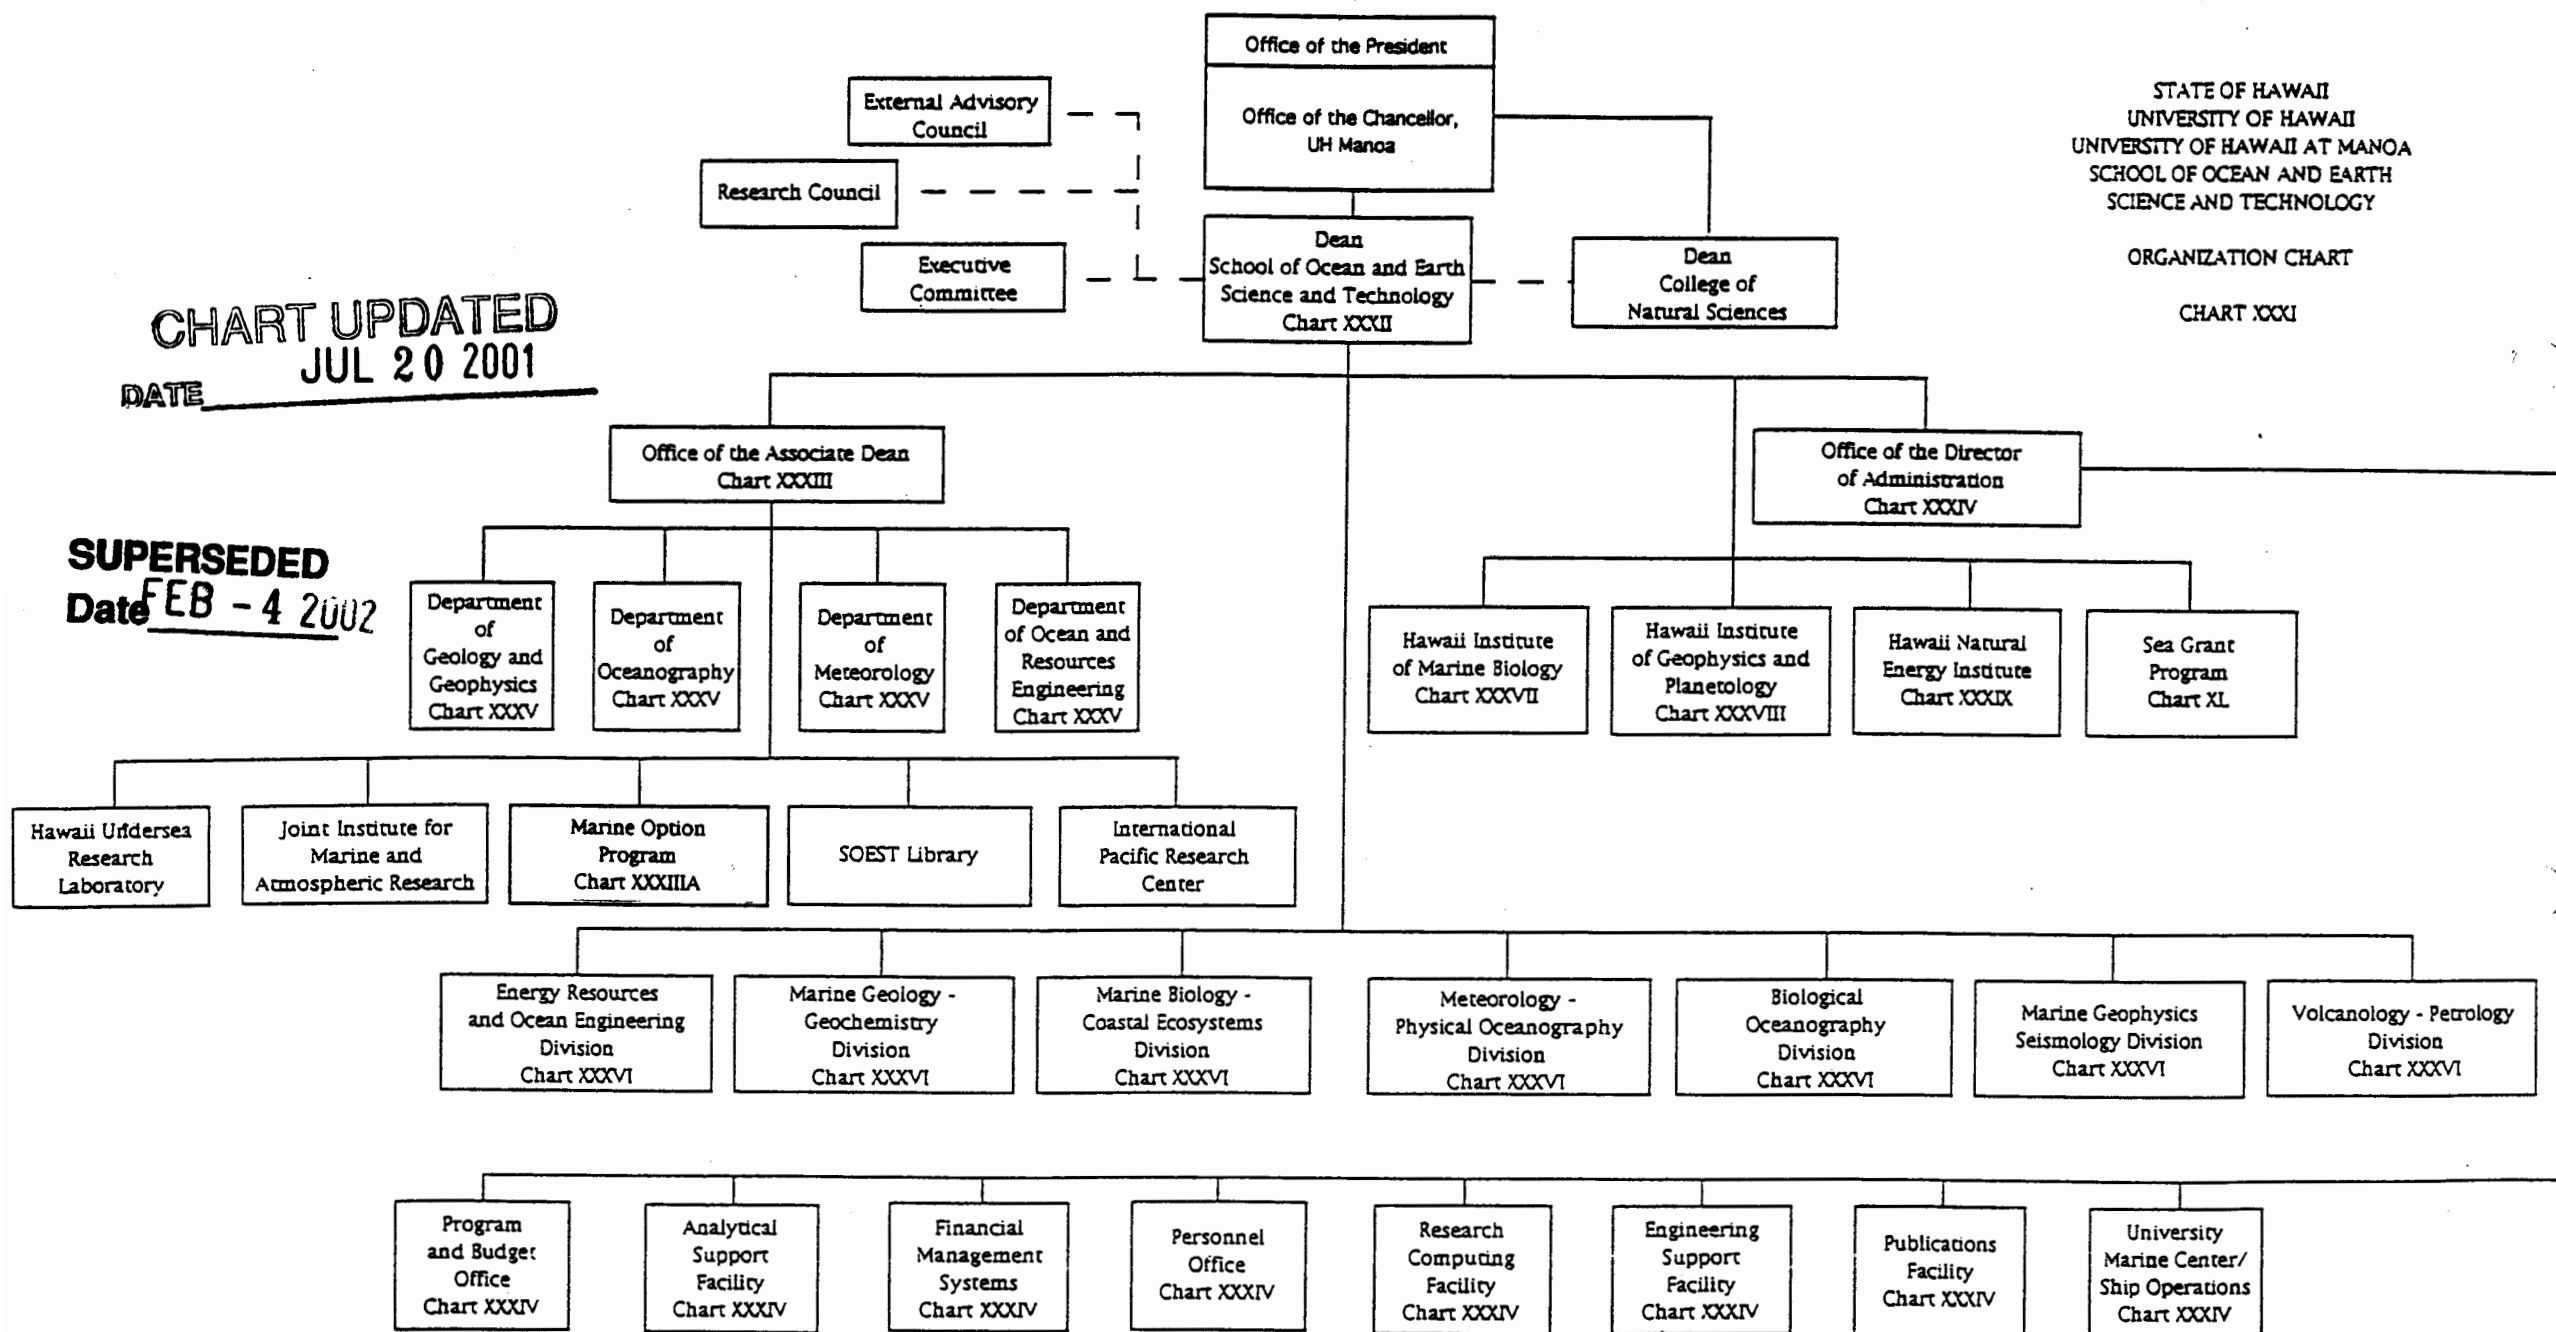 Office of the President
Office of the Chancellor,
UH Manoa
External Advisory
Council
Research Council
Executive
Committee
Dean
School of Ocean and Earth
Science and Technology
Chart XXXII
Dean
College of
Natural Sciences
STATE OF HAWAII
UNIVERSITY OF HAWAII
UNIVERSITY OF HAWAII AT MANOA
SCHOOL OF OCEAN AND EARTH
SCIENCE AND TECHNOLOGY
ORGANIZATION CHART
CHART XXXI
CHART UPDATED
JUL 20 2001
DATE
SUPERSEDED
Date FEB - 4 2002
Office of the Associate Dean
Chart XXXIII
Office of the Director
of Administration
Chart XXXIV
Department
of
Geology and
Geophysics
Chart XXXV
Department
of
Oceanography
Chart XXXV
Department
of
Meteorology
Chart XXXV
Department
of Ocean and
Resources
Engineering
Chart XXXV
Hawaii Institute
of Marine Biology
Chart XXXVII
Hawaii Institute
of Geophysics and
Planetology
Chart XXXVIII
Hawaii Natural
Energy Institute
Chart XXXIX
Sea Grant
Program
Chart XL
Hawaii Undersea
Research
Laboratory
Joint Institute for
Marine and
Atmospheric Research
Marine Option
Program
Chart XXXIIIA
SOEST Library
International
Pacific Research
Center
Energy Resources
and Ocean Engineering
Division
Chart XXXVI
Marine Geology -
Geochemistry
Division
Chart XXXVI
Marine Biology -
Coastal Ecosystems
Division
Chart XXXVI
Meteorology -
Physical Oceanography
Division
Chart XXXVI
Biological
Oceanography
Division
Chart XXXVI
Marine Geophysics
Seismology Division
Chart XXXVI
Volcanology - Petrology
Division
Chart XXXVI
Program
and Budget
Office
Chart XXXIV
Analytical
Support
Facility
Chart XXXIV
Financial
Management
Systems
Chart XXXIV
Personnel
Office
Chart XXXIV
Research
Computing
Facility
Chart XXXIV
Engineering
Support
Facility
Chart XXXIV
Publications
Facility
Chart XXXIV
University
Marine Center/
Ship Operations
Chart XXXIV